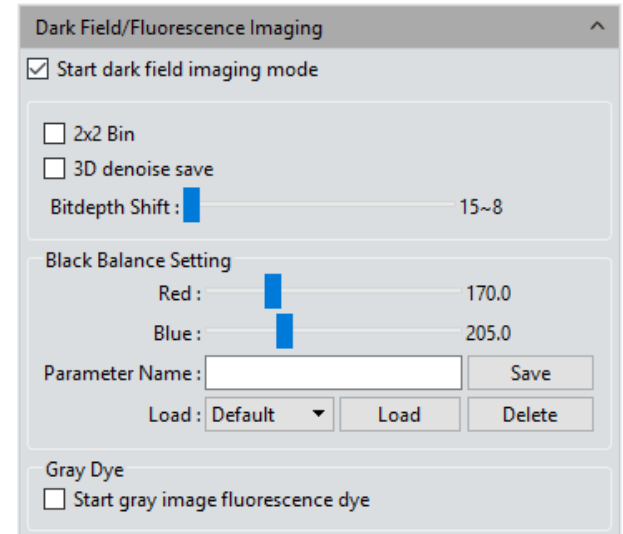 Dark Field/Fluorescence Imaging
Start dark field imaging mode
2x2 Bin
3D denoise save
Bitdepth Shift : 15~8
Black Balance Setting
Red : 170.0
Blue : 205.0
Parameter Name : Save
Load : Default Load Delete
Gray Dye
Start gray image fluorescence dye